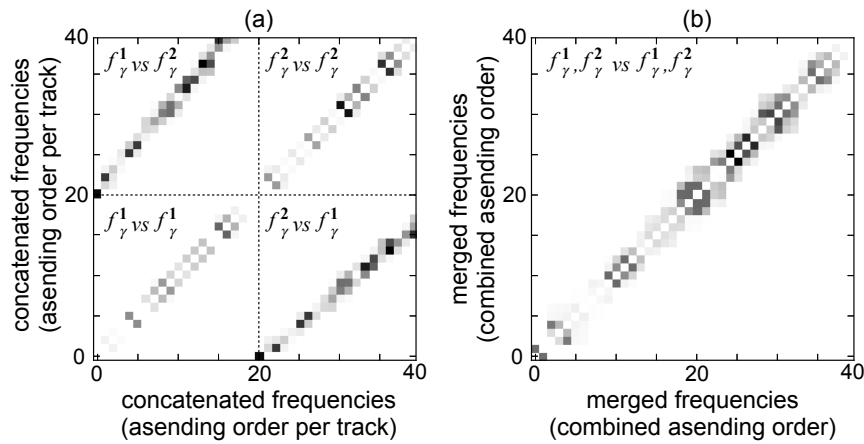 (a)
(b)
40
20
0
f¹γ vs f²γ
f²γ vs f²γ
f¹γ vs f¹γ
f²γ vs f¹γ
0
20
40
concatenated frequencies
(asending order per track)
concatenated frequencies
(asending order per track)
40
20
0
f¹γ, f²γ vs f¹γ, f²γ
0
10
20
30
40
merged frequencies
(combined asending order)
merged frequencies
(combined asending order)